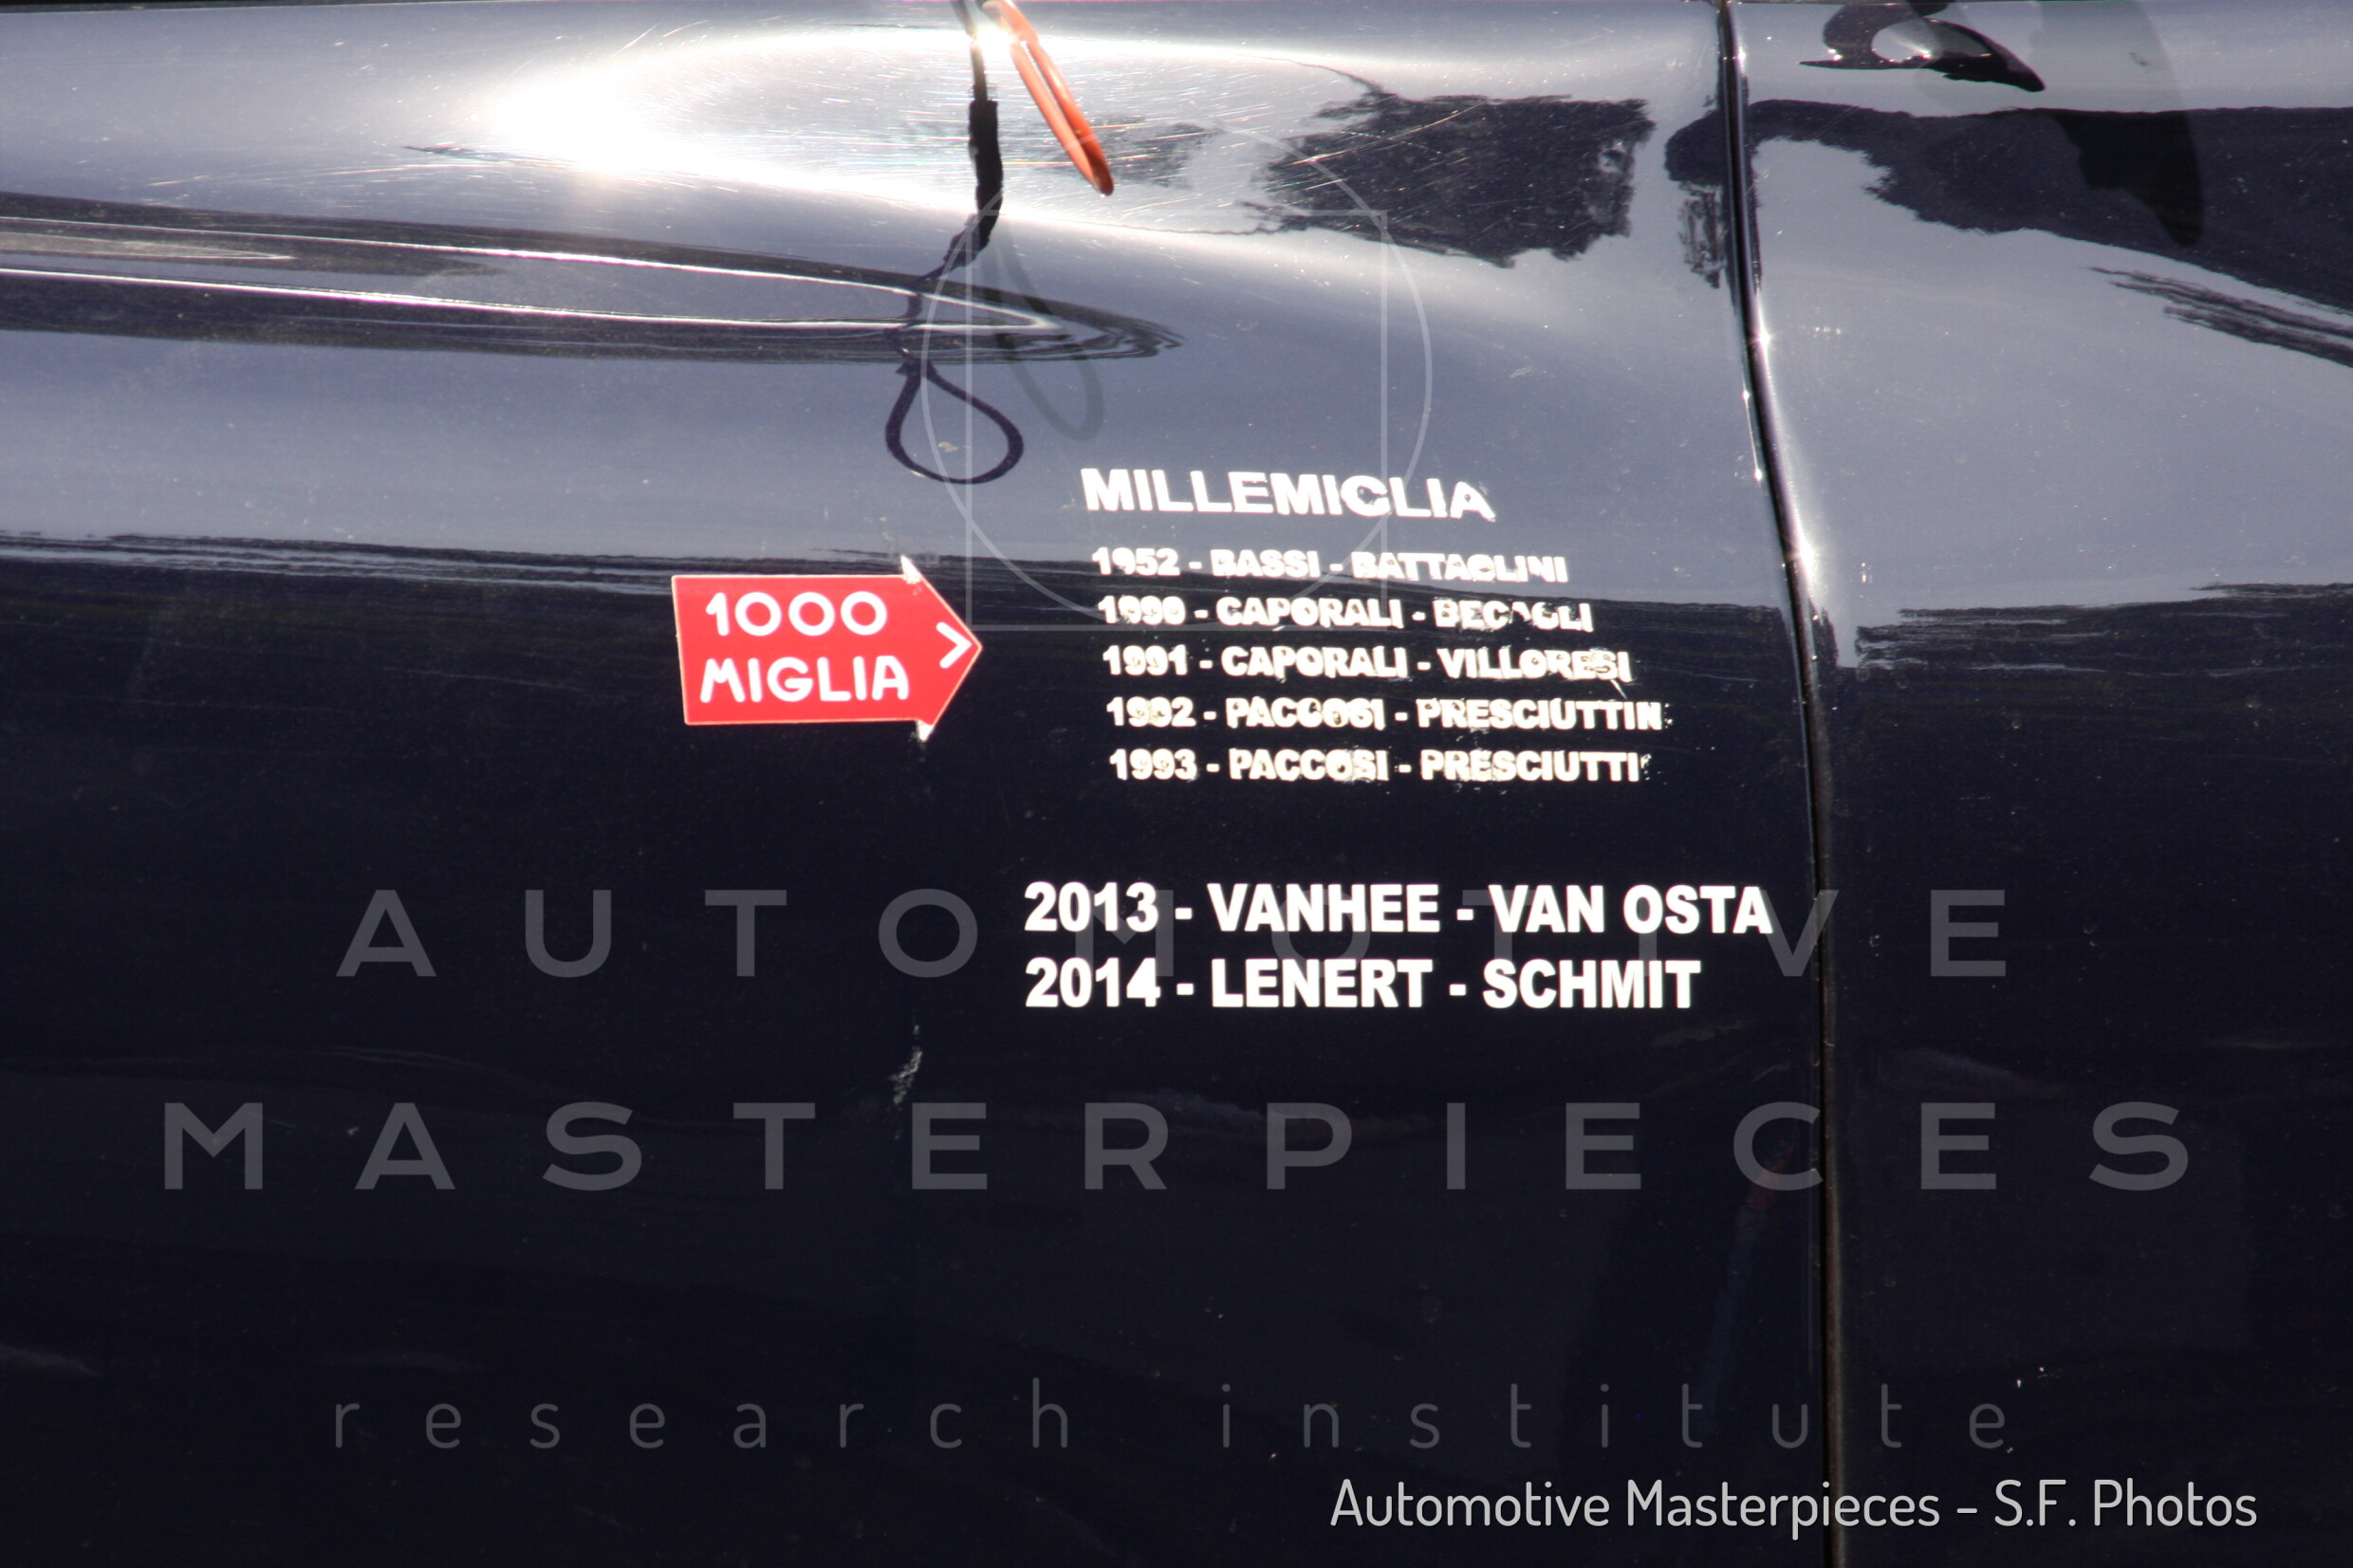 MILLEMIGLIA
1952 - BASSI - BATTAGLINI
1990 - CAPORALI -
1991 - CAPORALI - VILLORESI
1992 - PACCOSI - PRESCIUTTINI
1993 - PACCOSI - PRESCIUTTI
1000
MIGLIA
2013 - VANHEE - VAN OSTA
2014 - LENERT - SCHMIT
AUTOMOTIVE
MASTERPIECES
research institute
Automotive Masterpieces - S.F. Photos